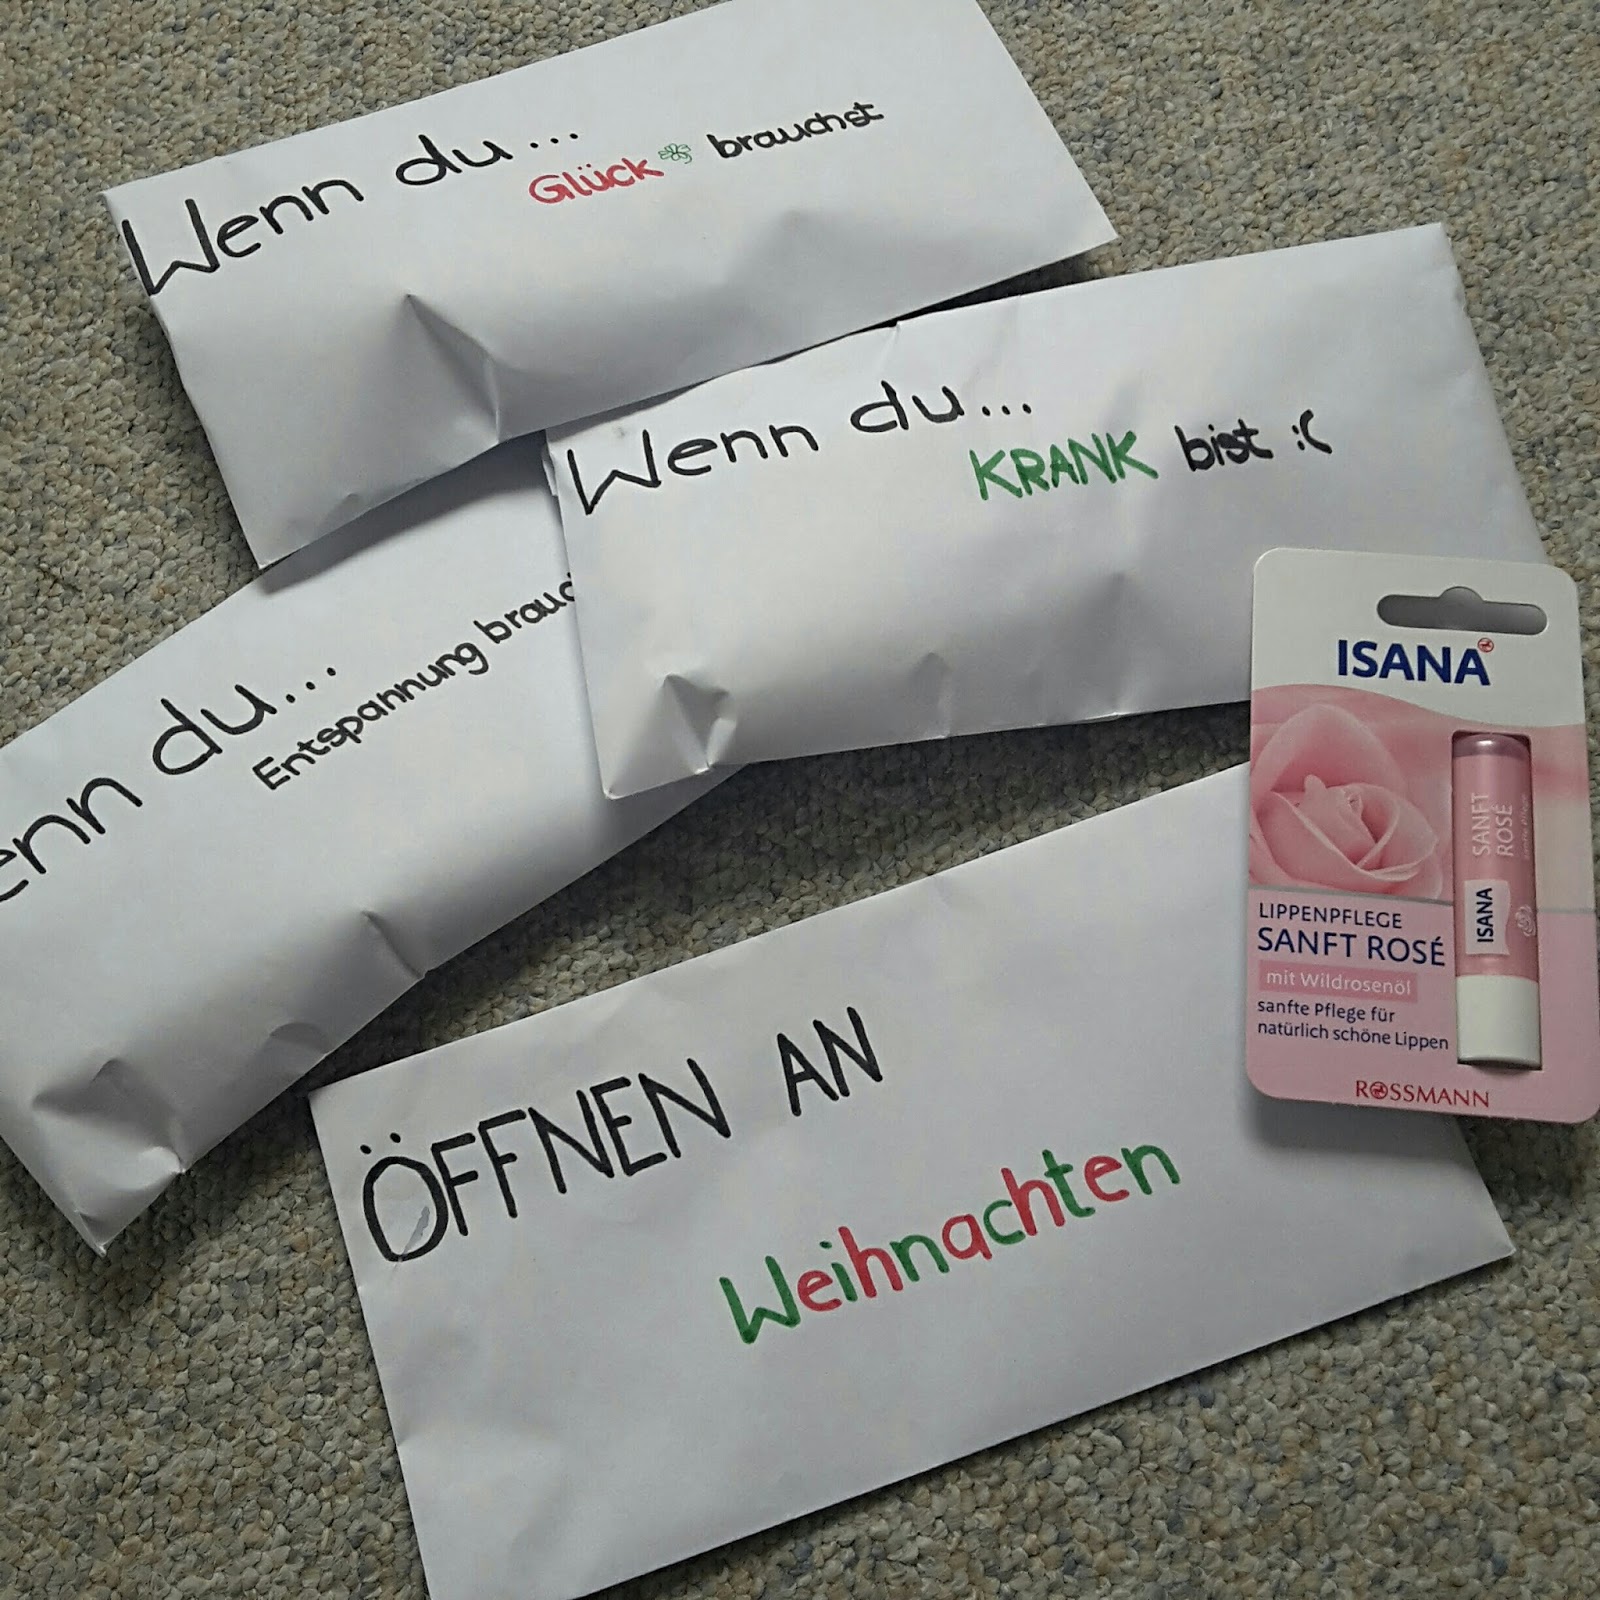 Wenn du...
Glück brauchst
Wenn du...
KRANK bist :(
enn du...
Entspannung brauc
ÖFFNEN AN
Weihnachten
ISANA
LIPPENPFLEGE
SANFT ROSÉ
mit Wildrosenöl
sanfte Pflege für
natürlich schöne Lippen
ROSSMANN
SANFT
ROSÉ
ISANA